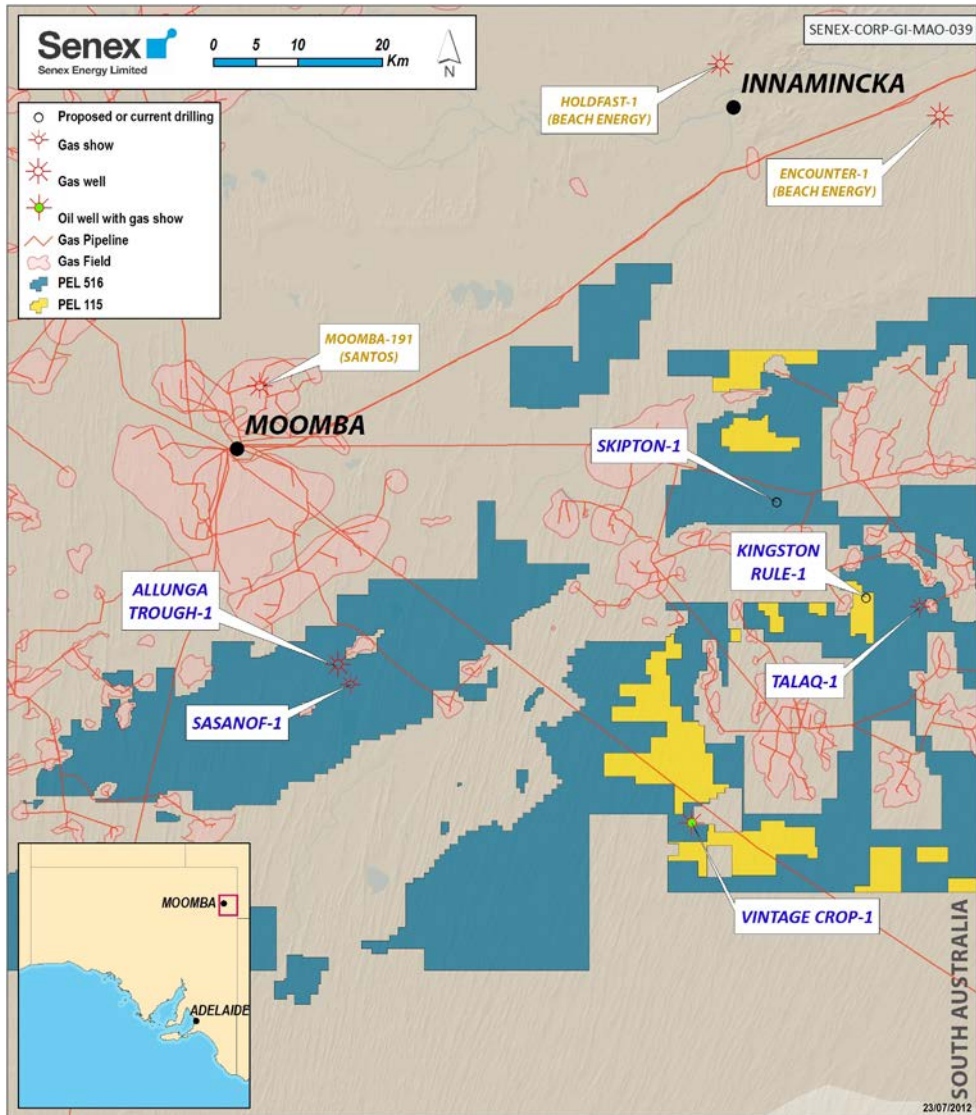 Senex
Senex Energy Limited
0 5 10 20
Km
N
SENEX-CORP-GI-MAO-039
Proposed or current drilling
Gas show
Gas well
Oil well with gas show
Gas Pipeline
Gas Field
PEL 516
PEL 115
HOLDFAST-1
(BEACH ENERGY)
INNAMINCKA
ENCOUNTER-1
(BEACH ENERGY)
MOOMBA-191
(SANTOS)
MOOMBA
SKIPTON-1
KINGSTON
RULE-1
ALLUNGA
TROUGH-1
TALAQ-1
SASANOF-1
VINTAGE CROP-1
MOOMBA
ADELAIDE
SOUTH AUSTRALIA
23/07/2012